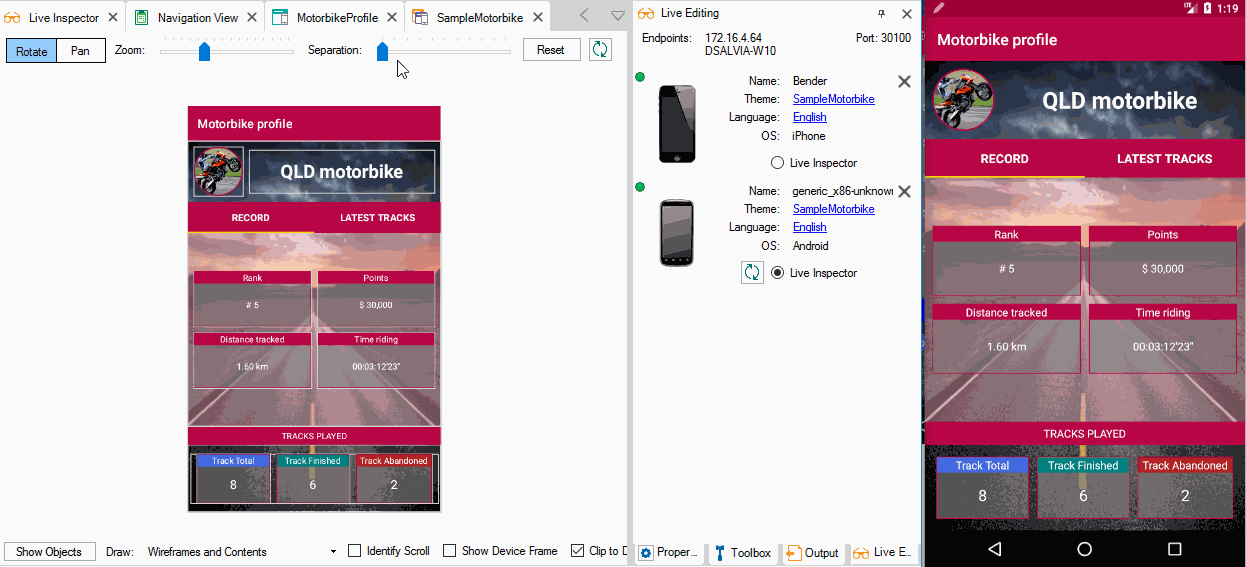 Live Inspector
Navigation View
MotorbikeProfile
SampleMotorbike
Rotate
Pan
Zoom:
Separation:
Reset
Motorbike profile
QLD motorbike
RECORD
LATEST TRACKS
Rank
Points
# 5
$ 30,000
Distance tracked
Time riding
1.60 km
00:03:12'23"
TRACKS PLAYED
Track Total
Track Finished
Track Abandoned
8
6
2
Show Objects
Draw:
Wireframes and Contents
Identify Scroll
Show Device Frame
Clip to D
Live Editing
Endpoints:
172.16.4.64
Port: 30100
DSALVIA-W10
Name: Bender
Theme: SampleMotorbike
Language: English
OS: iPhone
Live Inspector
Name: generic_x86-unknown
Theme: SampleMotorbike
Language: English
OS: Android
Live Inspector
Proper...
Toolbox
Output
Live E...
LTE
1:19
Motorbike profile
QLD motorbike
RECORD
LATEST TRACKS
Rank
Points
# 5
$ 30,000
Distance tracked
Time riding
1.60 km
00:03:12'23"
TRACKS PLAYED
Track Total
Track Finished
Track Abandoned
8
6
2